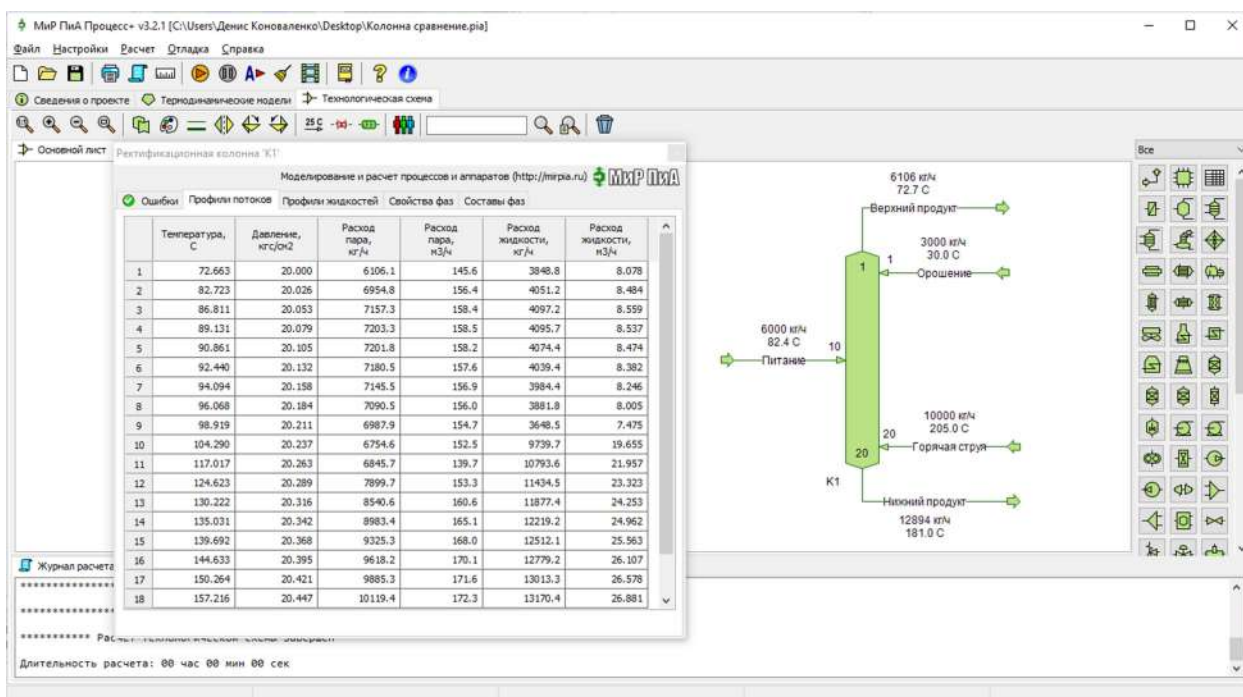 МиР ПиА Процесс+ v3.2.1 [C:\Users\Денис Коноваленко\Desktop\Колонна сравнение.pia]
Файл Настройки Расчет Отладка Справка
Сведения о проекте Термодинамические модели Технологическая схема
25 C
Основной лист
Все
Ректификационная колонна 'K1'
Моделирование и расчет процессов и аппаратов (http://mirpia.ru) МИР ПИА
Ошибки Профили потоков Профили жидкостей Свойства фаз Составы фаз
Температура, С Давление, кгс/см2 Расход пара, кг/ч Расход пара, м3/ч Расход жидкости, кг/ч Расход жидкости, м3/ч
1 72.663 20.000 6106.1 145.6 3848.8 8.078
2 82.723 20.026 6954.8 156.4 4051.2 8.484
3 86.811 20.053 7157.3 158.4 4097.2 8.559
4 89.131 20.079 7203.3 158.5 4095.7 8.537
5 90.861 20.105 7201.8 158.2 4074.4 8.474
6 92.440 20.132 7180.5 157.6 4039.4 8.382
7 94.094 20.158 7145.5 156.9 3984.4 8.246
8 96.068 20.184 7090.5 156.0 3881.8 8.005
9 98.919 20.211 6987.9 154.7 3648.5 7.475
10 104.290 20.237 6754.6 152.5 9739.7 19.655
11 117.017 20.263 6845.7 139.7 10793.6 21.957
12 124.623 20.289 7899.7 153.3 11434.5 23.323
13 130.222 20.316 8540.6 160.6 11877.4 24.253
14 135.031 20.342 8983.4 165.1 12219.2 24.962
15 139.692 20.368 9325.3 168.0 12512.1 25.563
16 144.633 20.395 9618.2 170.1 12779.2 26.107
17 150.264 20.421 9885.3 171.6 13013.3 26.578
18 157.216 20.447 10119.4 172.3 13170.4 26.881
6106 кг/ч
72.7 C
Верхний продукт
3000 кг/ч
30.0 C
1
1
Орошение
6000 кг/ч
82.4 C
10
Питание
10000 кг/ч
205.0 C
20
Горячая струя
20
K1
Нижний продукт
12894 кг/ч
181.0 C
Журнал расчета
Длительность расчета: 00 час 00 мин 00 сек